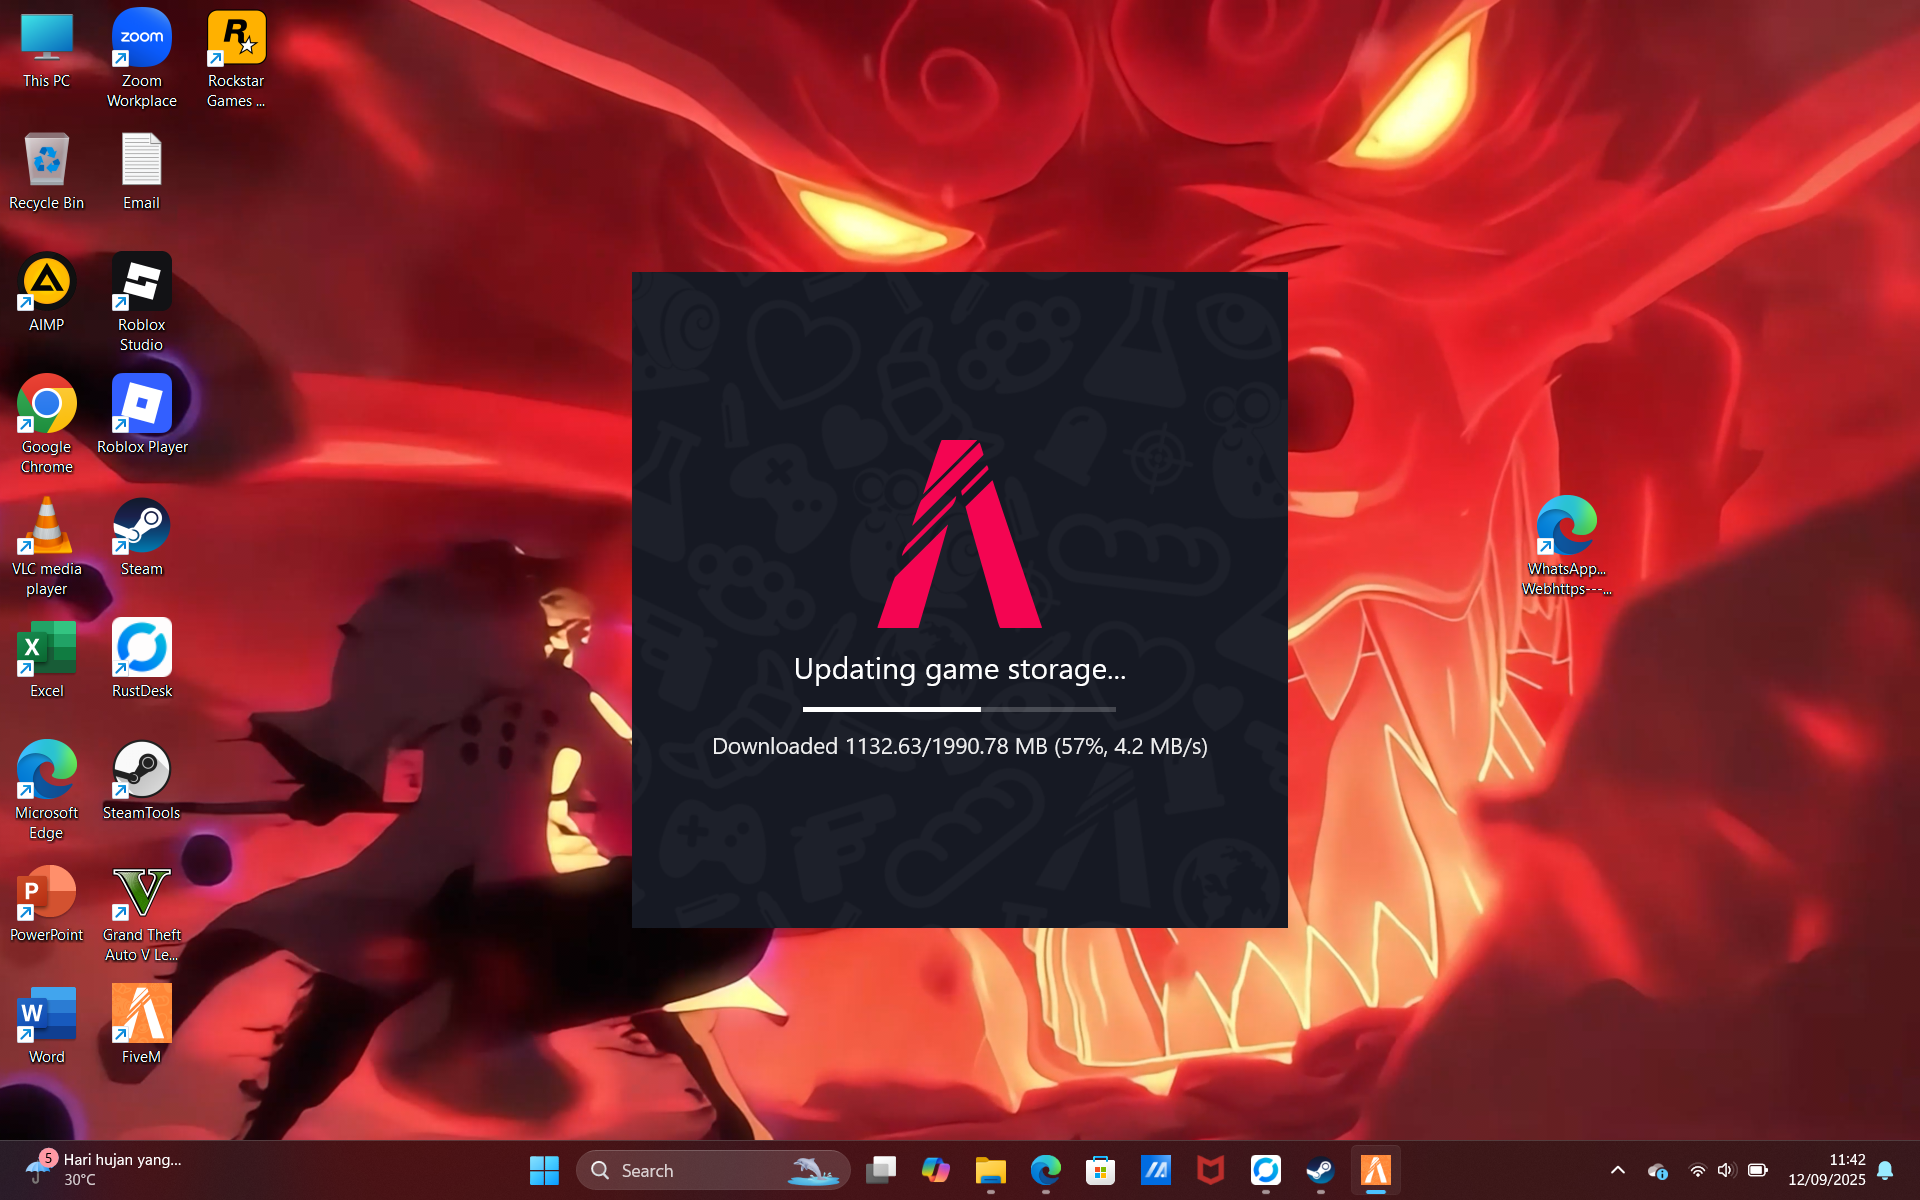 This PC
zoom
Zoom
Workplace
R
Rockstar
Games ...
Recycle Bin
Email
AIMP
Roblox
Studio
Google
Chrome
Roblox Player
VLC media
player
Steam
X
Excel
RustDesk
Microsoft
Edge
SteamTools
P
PowerPoint
V
Grand Theft
Auto V Le...
W
Word
FiveM
Updating game storage...
Downloaded 1132.63/1990.78 MB (57%, 4.2 MB/s)
WhatsApp...
Webhttps---...
5
Hari hujan yang...
30°C
Search
11:42
12/09/2025